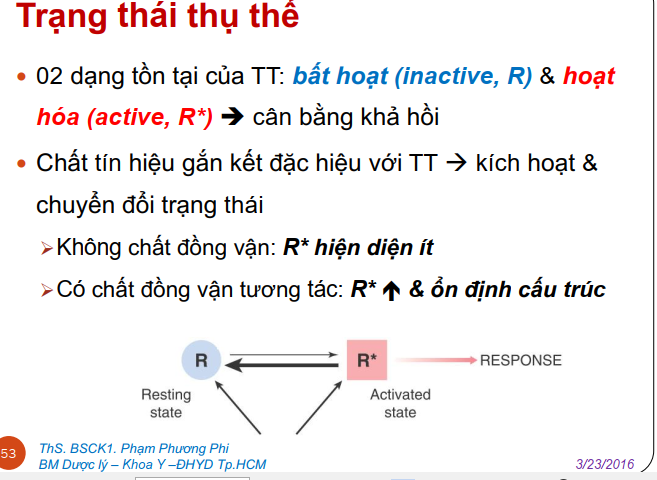 Trạng thái thụ thể
• 02 dạng tồn tại của TT: bất hoạt (inactive, R) & hoạt
hóa (active, R*) ➔ cân bằng khả hồi
• Chất tín hiệu gắn kết đặc hiệu với TT → kích hoạt &
chuyển đổi trạng thái
➢Không chất đồng vận: R* hiện diện ít
➢Có chất đồng vận tương tác: R* ↑ & ổn định cấu trúc
R R* RESPONSE
Resting Activated
state state
53 ThS. BSCK1. Phạm Phương Phi
BM Dược lý – Khoa Y –ĐHYD Tp.HCM 3/23/2016